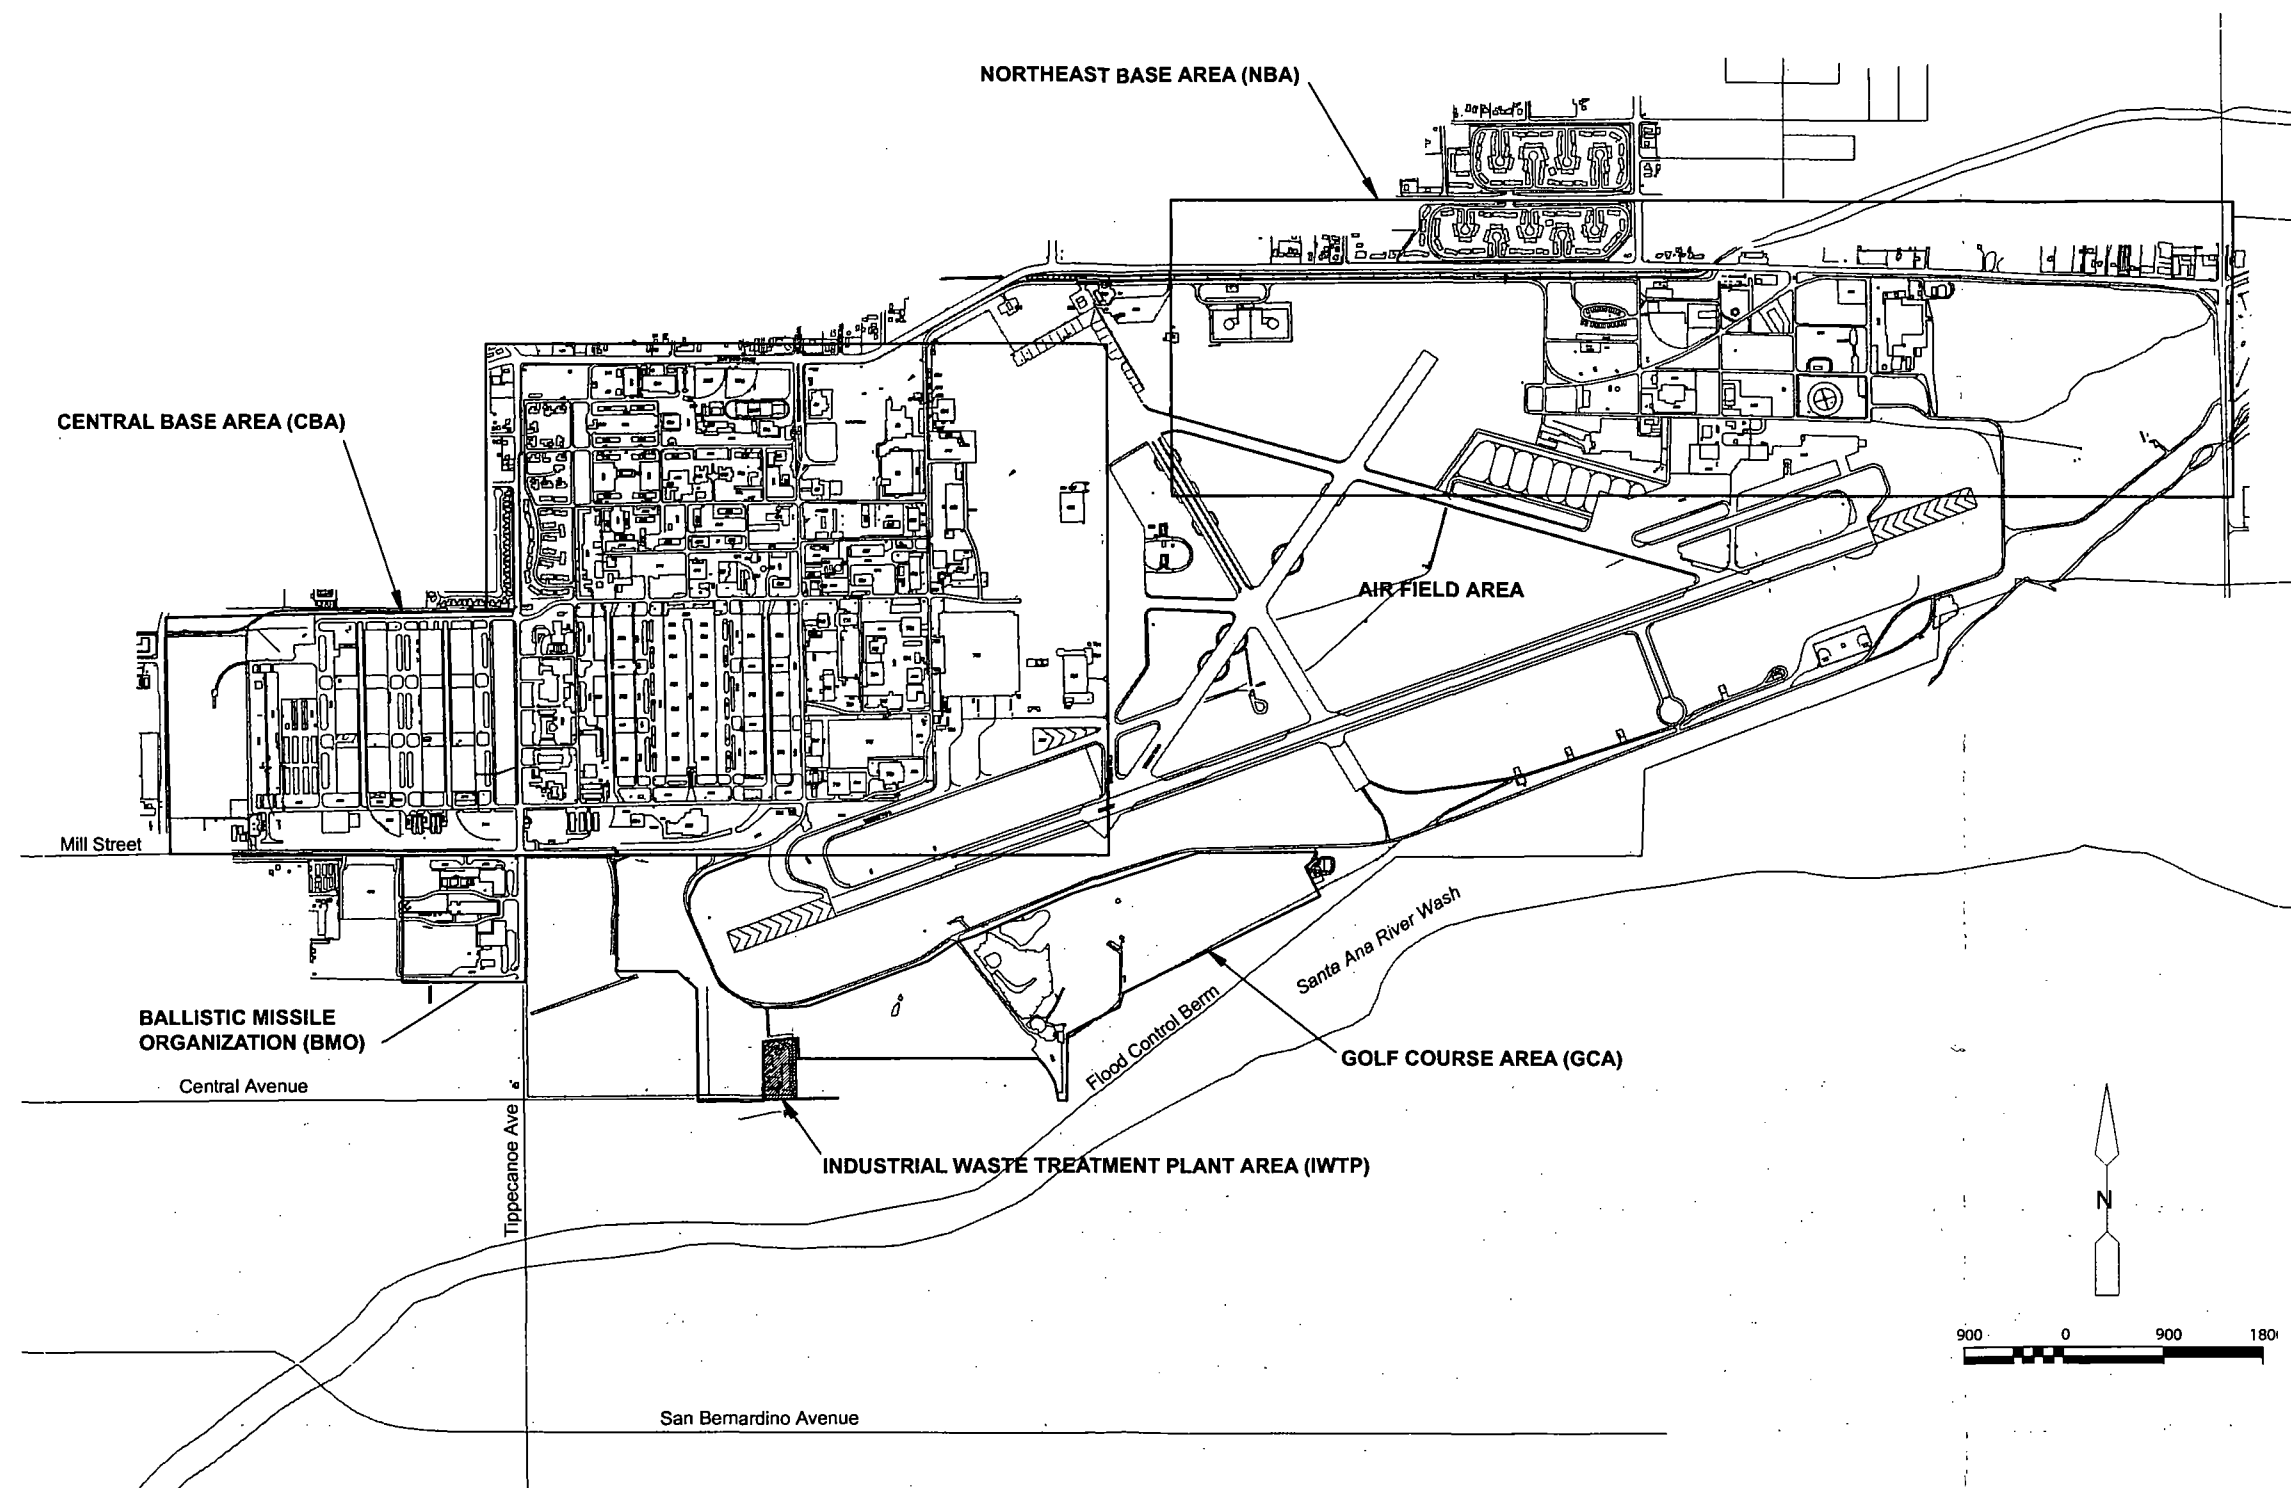 NORTHEAST BASE AREA (NBA)
CENTRAL BASE AREA (CBA)
AIR FIELD AREA
Mill Street
Santa Ana River Wash
Flood Control Berm
BALLISTIC MISSILE
ORGANIZATION (BMO)
GOLF COURSE AREA (GCA)
Central Avenue
Tippecanoe Ave
INDUSTRIAL WASTE TREATMENT PLANT AREA (IWTP)
N
900 0 900
San Bernardino Avenue